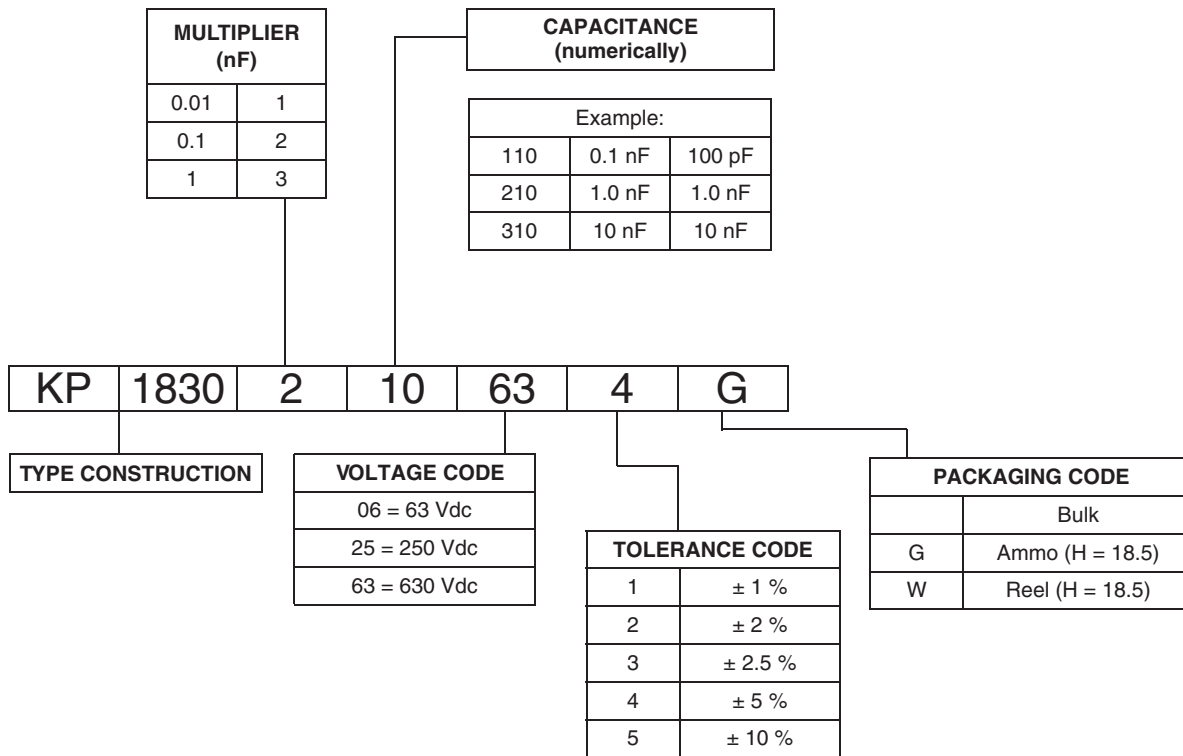 MULTIPLIER
(nF)
0.01 1
0.1 2
1 3
CAPACITANCE
(numerically)
Example:
110 0.1 nF 100 pF
210 1.0 nF 1.0 nF
310 10 nF 10 nF
KP 1830 2 10 63 4 G
TYPE CONSTRUCTION
VOLTAGE CODE
06 = 63 Vdc
25 = 250 Vdc
63 = 630 Vdc
TOLERANCE CODE
1 ± 1 %
2 ± 2 %
3 ± 2.5 %
4 ± 5 %
5 ± 10 %
PACKAGING CODE
Bulk
G Ammo (H = 18.5)
W Reel (H = 18.5)